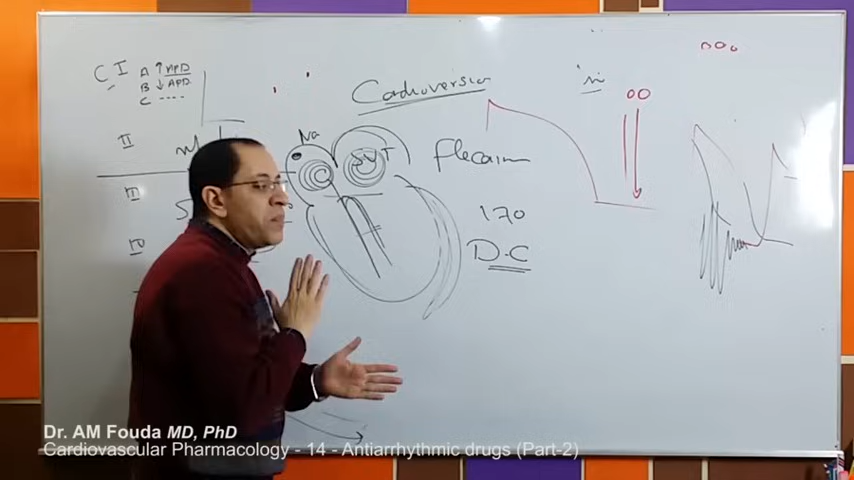 CI
A ↑ APD
B ↓ APD
C ----
II
III
IV
Na
SVT
Cardioversion
Flecain
170
D.C
Dr. AM Fouda MD, PhD
Cardiovascular Pharmacology - 14 - Antiarrhythmic drugs (Part-2)